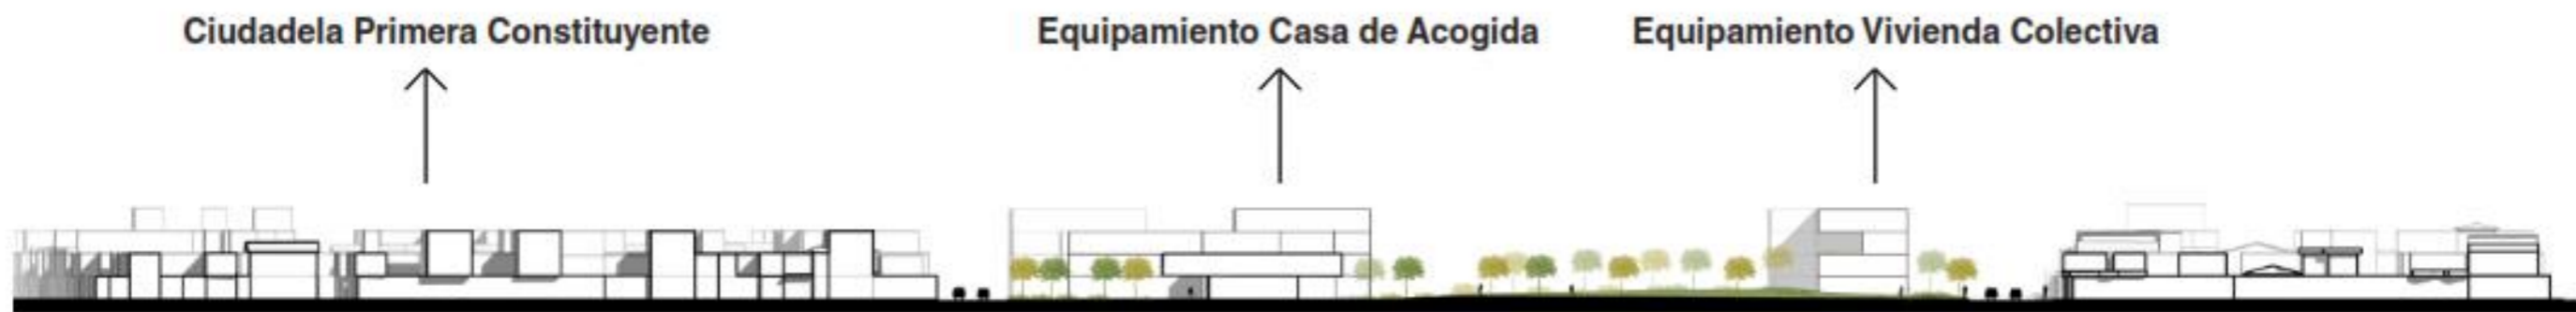 Ciudadela Primera Constituyente
Equipamiento Casa de Acogida
Equipamiento Vivienda Colectiva